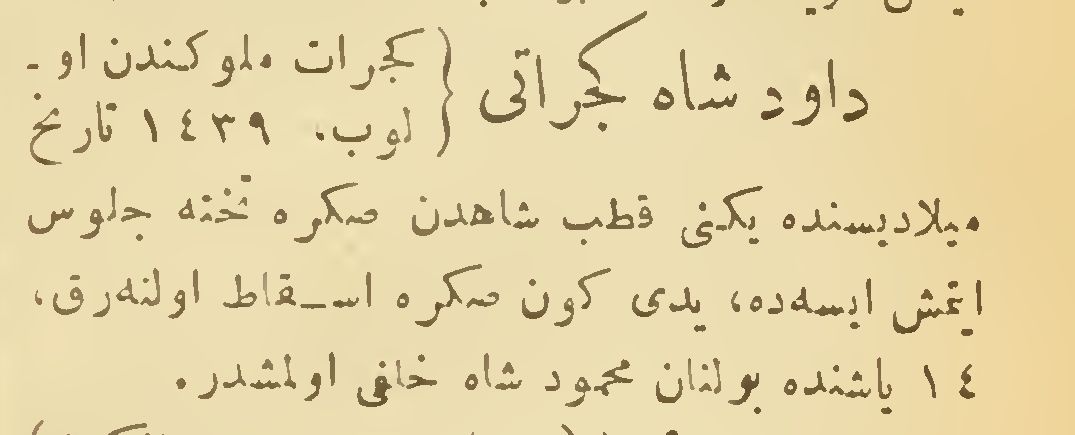 داود شاه كجراتى { كجرات ملوكندن او-
لوب، ١٤٣٩ تاريخ
ميلاديسنده يكنى قطب شاهدن صكره تخته جلوس
ايتمش ايسه‌ده، يدى كون صكره اسقاط اولنه‌رق،
١٤ ياشنده بولنان محمود شاه خلفى اولمشدر.